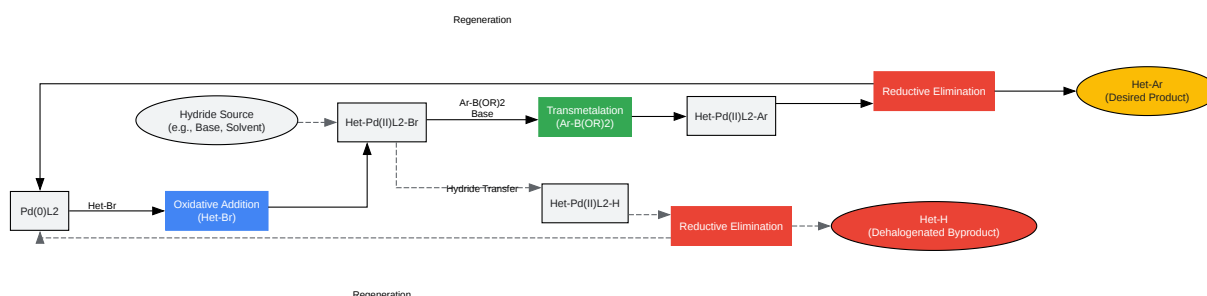 Regeneration
Het-Ar
(Desired Product)
Reductive Elimination
Hydride Source
(e.g., Base, Solvent)
Het-Pd(II)L2-Br
Ar-B(OR)2
Base
Transmetalation
(Ar-B(OR)2)
Het-Pd(II)L2-Ar
Pd(0)L2
Het-Br
Oxidative Addition
(Het-Br)
Hydride Transfer
Het-Pd(II)L2-H
Reductive Elimination
Het-H
(Dehalogenated Byproduct)
Regeneration